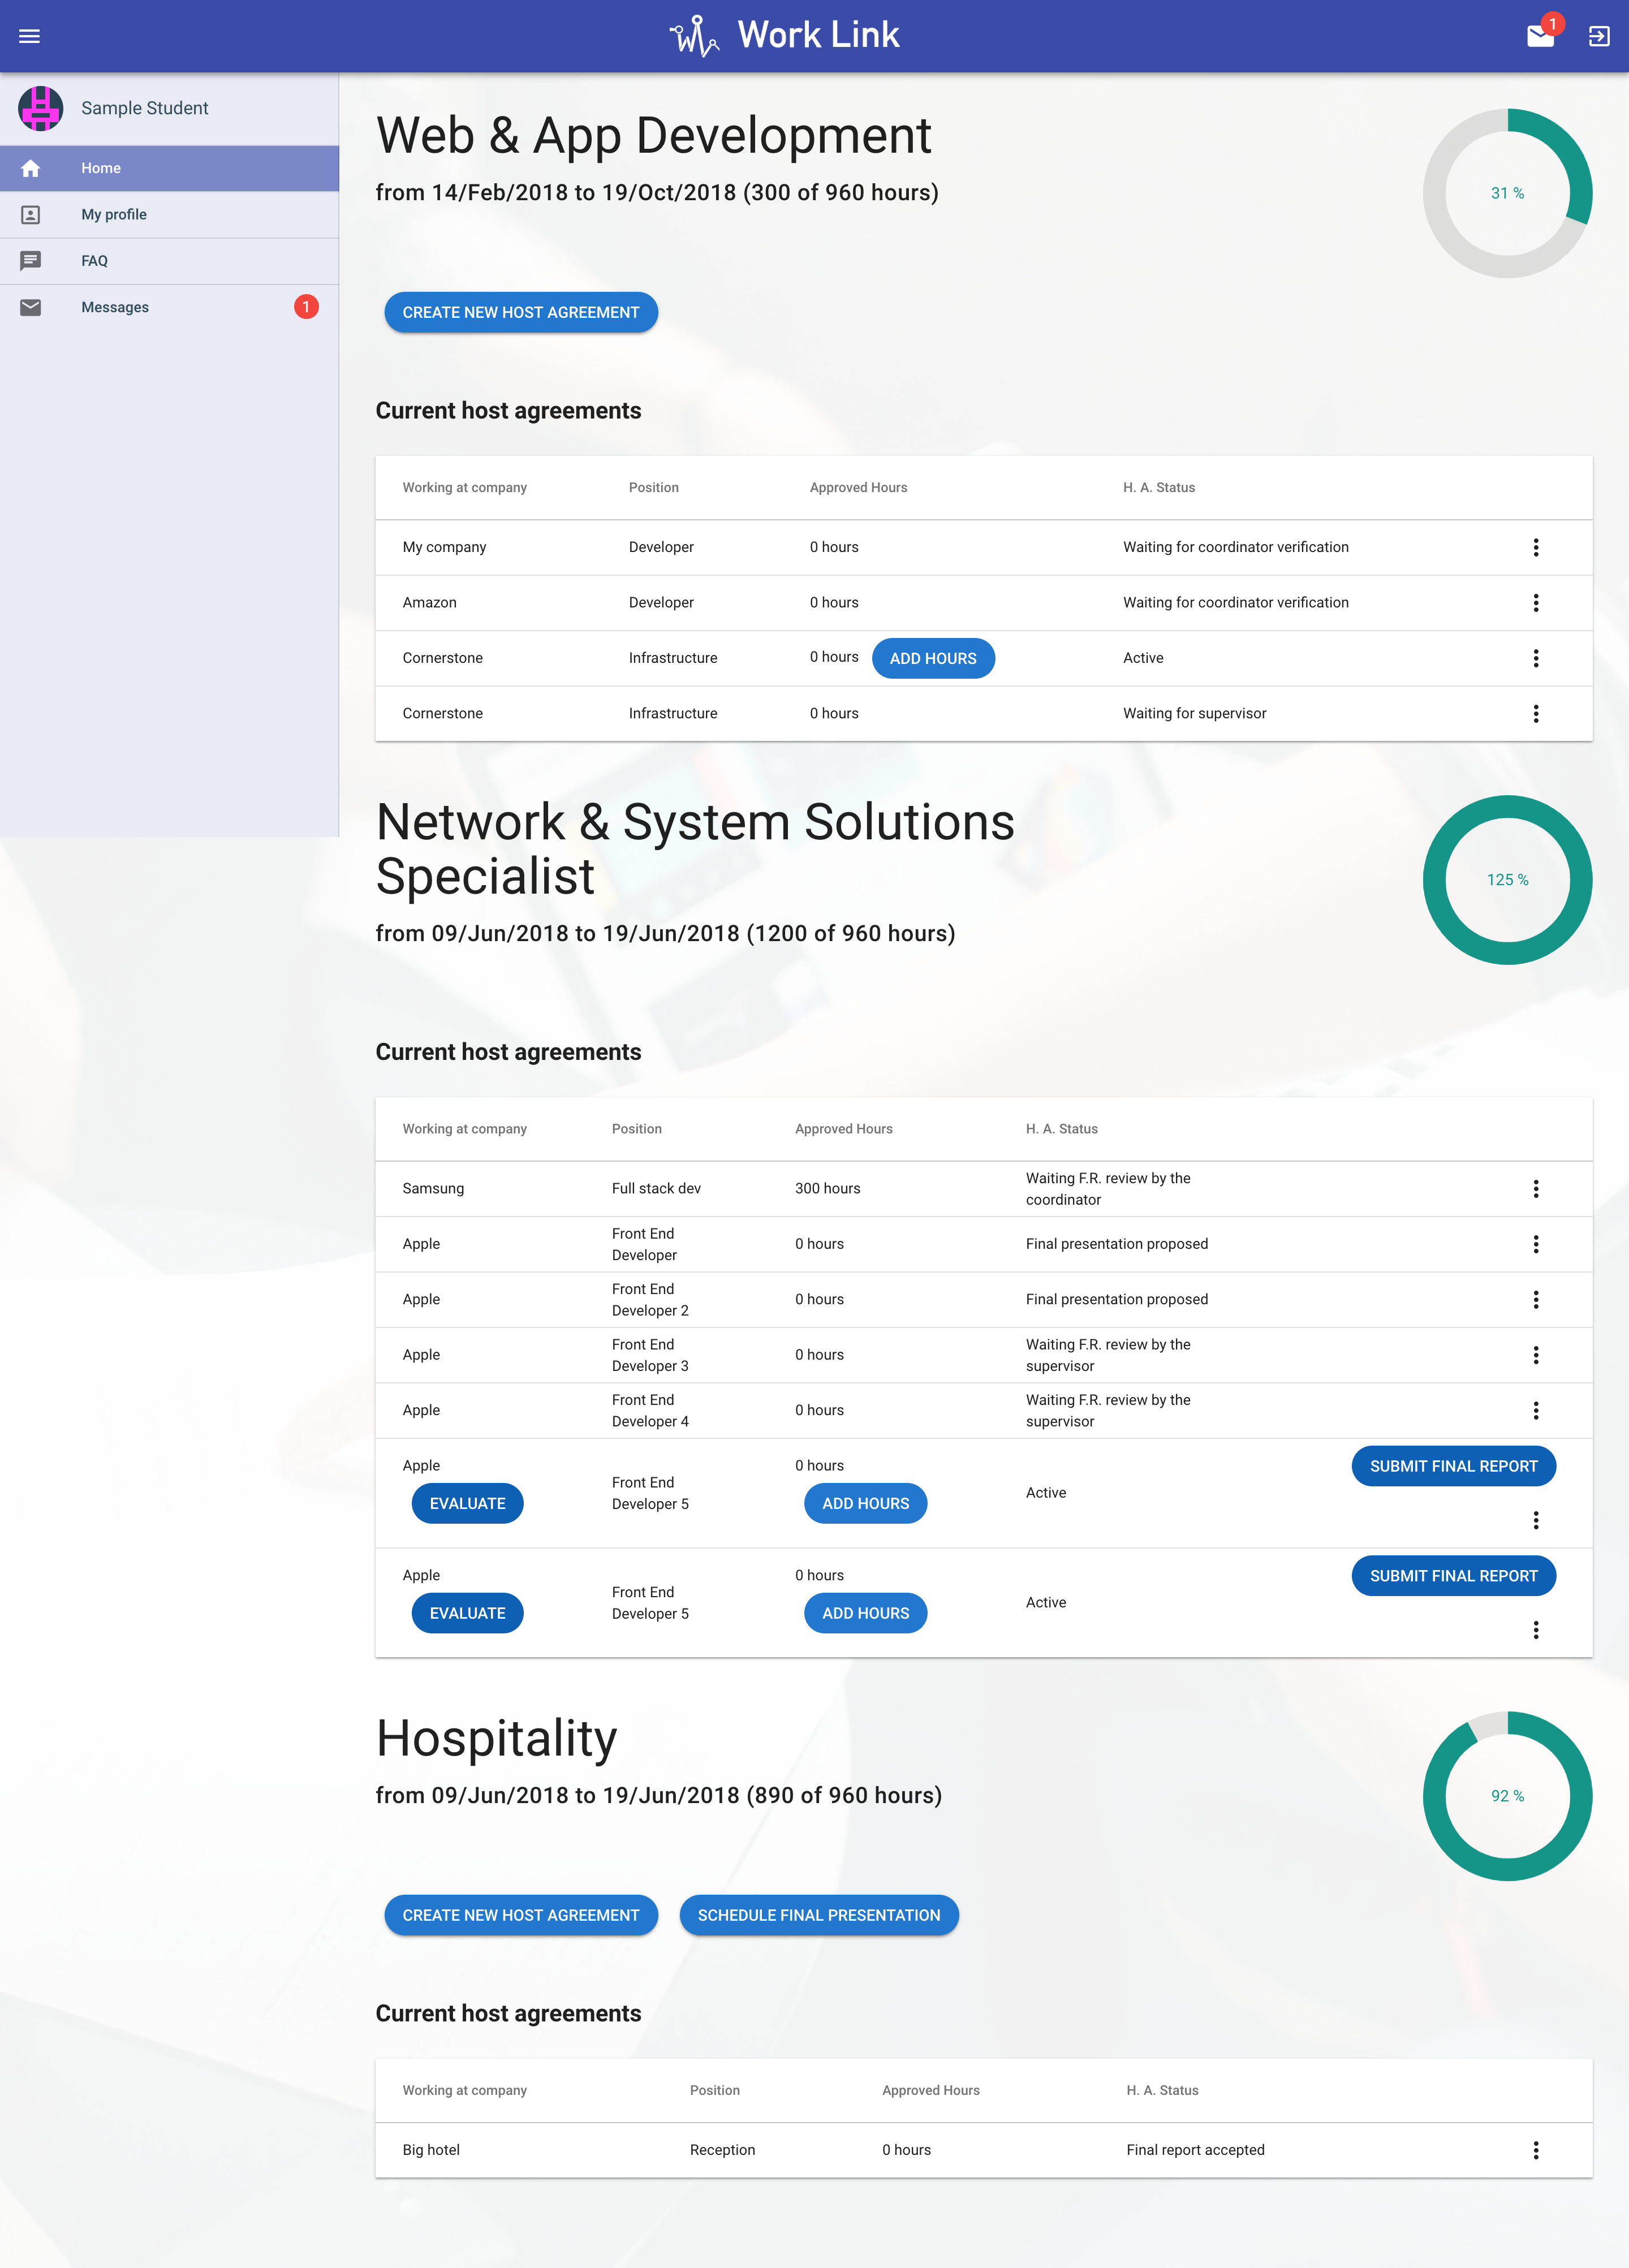 Work Link
1
Sample Student
Home
My profile
FAQ
Messages 1
Web & App Development
from 14/Feb/2018 to 19/Oct/2018 (300 of 960 hours)
31 %
CREATE NEW HOST AGREEMENT
Current host agreements
Working at company Position Approved Hours H. A. Status
My company Developer 0 hours Waiting for coordinator verification
Amazon Developer 0 hours Waiting for coordinator verification
Cornerstone Infrastructure 0 hours ADD HOURS Active
Cornerstone Infrastructure 0 hours Waiting for supervisor
Network & System Solutions
Specialist
from 09/Jun/2018 to 19/Jun/2018 (1200 of 960 hours)
125 %
Current host agreements
Working at company Position Approved Hours H. A. Status
Samsung Full stack dev 300 hours Waiting F.R. review by the
coordinator
Apple Front End
Developer 0 hours Final presentation proposed
Apple Front End
Developer 2 0 hours Final presentation proposed
Apple Front End
Developer 3 0 hours Waiting F.R. review by the
supervisor
Apple Front End
Developer 4 0 hours Waiting F.R. review by the
supervisor
Apple
EVALUATE
Front End
Developer 5
0 hours
ADD HOURS
Active
SUBMIT FINAL REPORT
Apple
EVALUATE
Front End
Developer 5
0 hours
ADD HOURS
Active
SUBMIT FINAL REPORT
Hospitality
from 09/Jun/2018 to 19/Jun/2018 (890 of 960 hours)
92 %
CREATE NEW HOST AGREEMENT SCHEDULE FINAL PRESENTATION
Current host agreements
Working at company Position Approved Hours H. A. Status
Big hotel Reception 0 hours Final report accepted